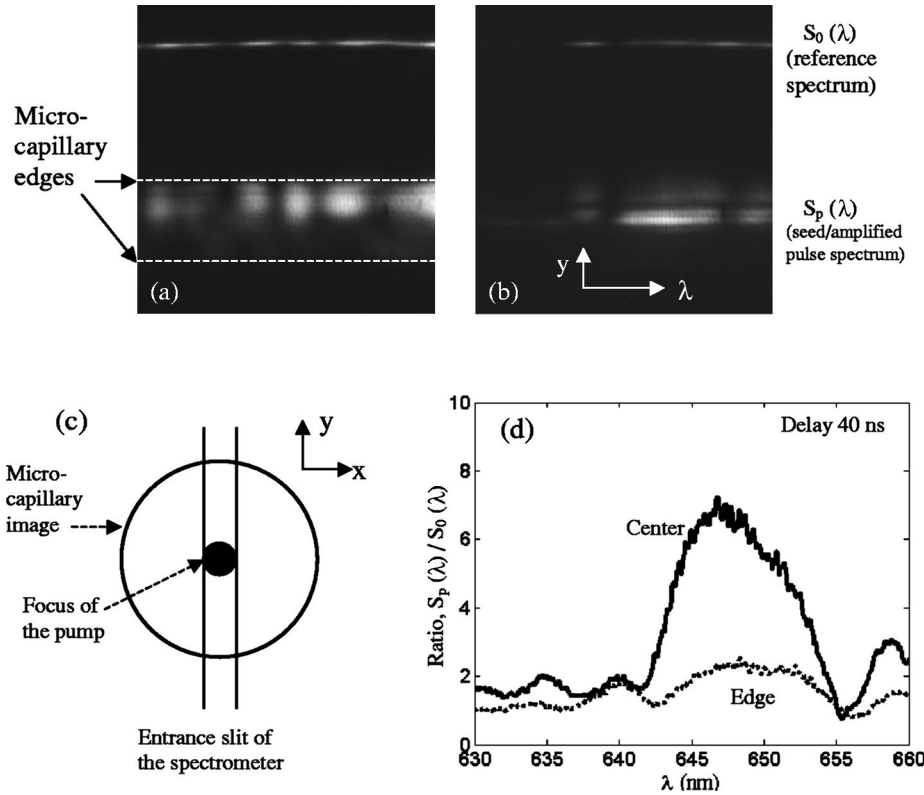 S₀ (λ)
(reference
spectrum)
Micro-
capillary
edges
Sₚ (λ)
(seed/amplified
pulse spectrum)
(a)
(b)
y
λ
(c)
y
x
Micro-
capillary
image
Focus of
the pump
Entrance slit of
the spectrometer
(d)
Delay 40 ns
Center
Edge
Ratio, Sₚ (λ) / S₀ (λ)
10
8
6
4
2
0
630
635
640
645
650
655
660
λ (nm)